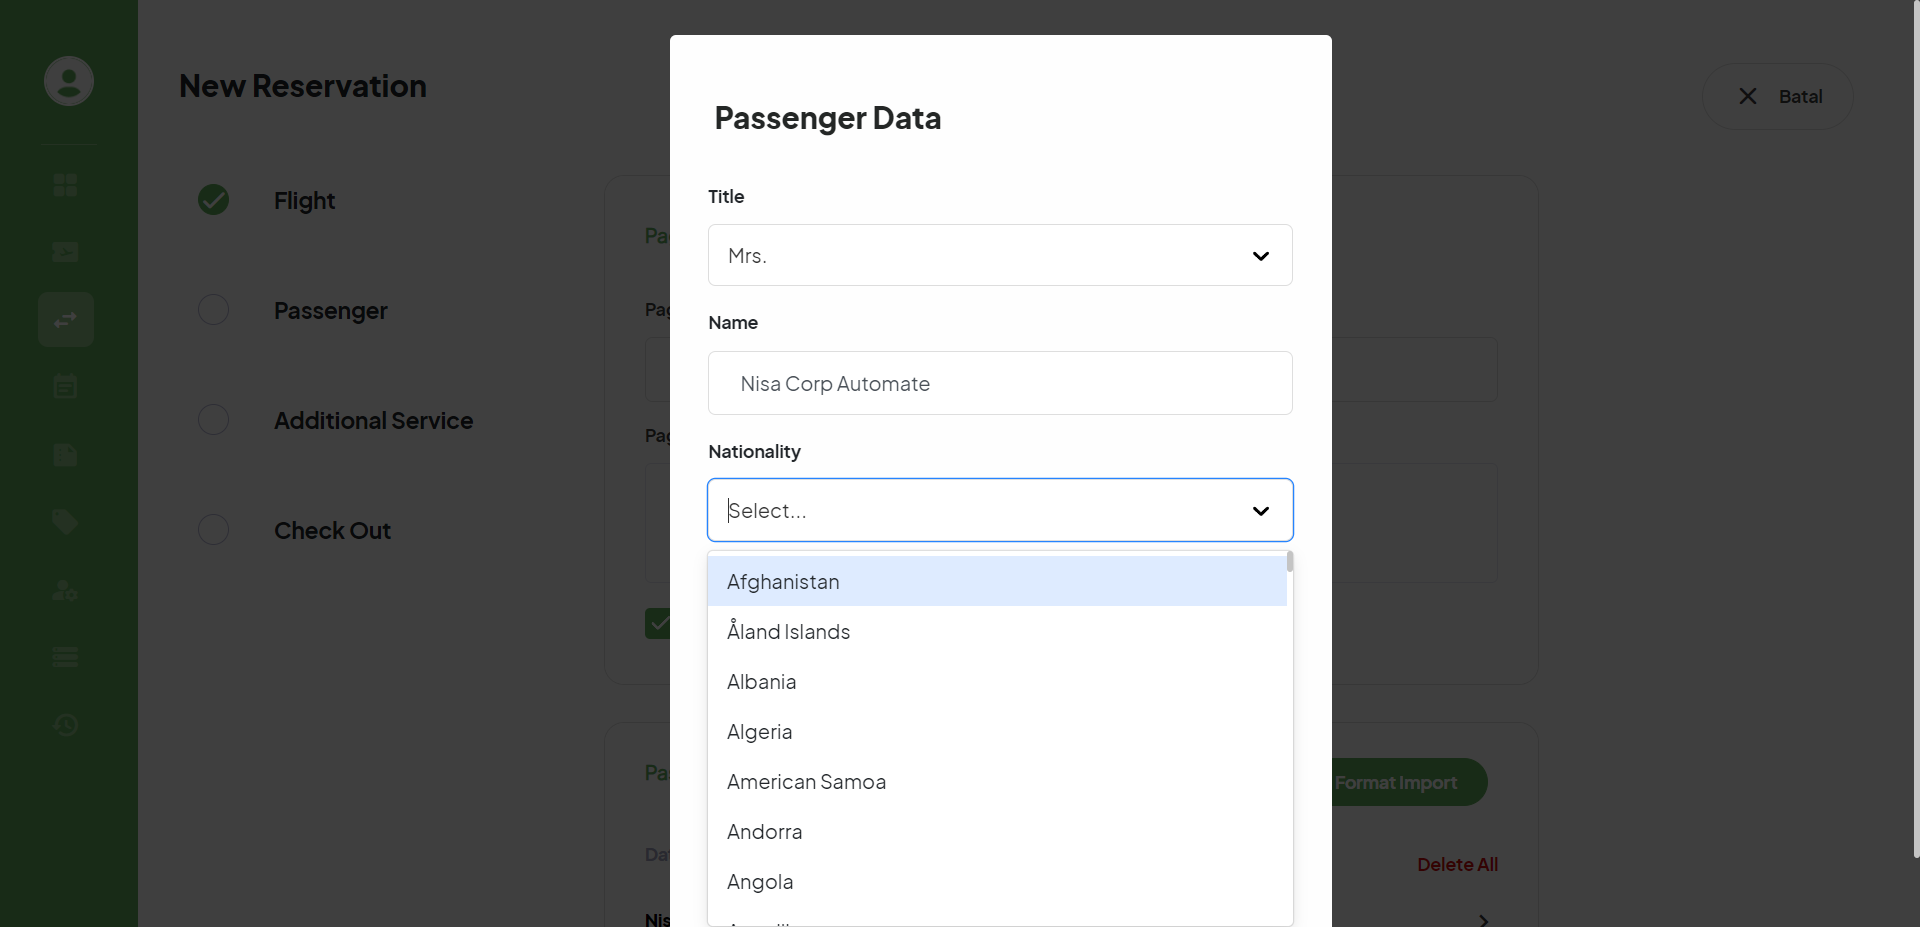 New Reservation
Batal
Flight
Passenger
Additional Service
Check Out
Passenger Data
Title
Mrs.
Name
Nisa Corp Automate
Nationality
Select...
Afghanistan
Åland Islands
Albania
Algeria
American Samoa
Andorra
Angola
Format Import
Delete All